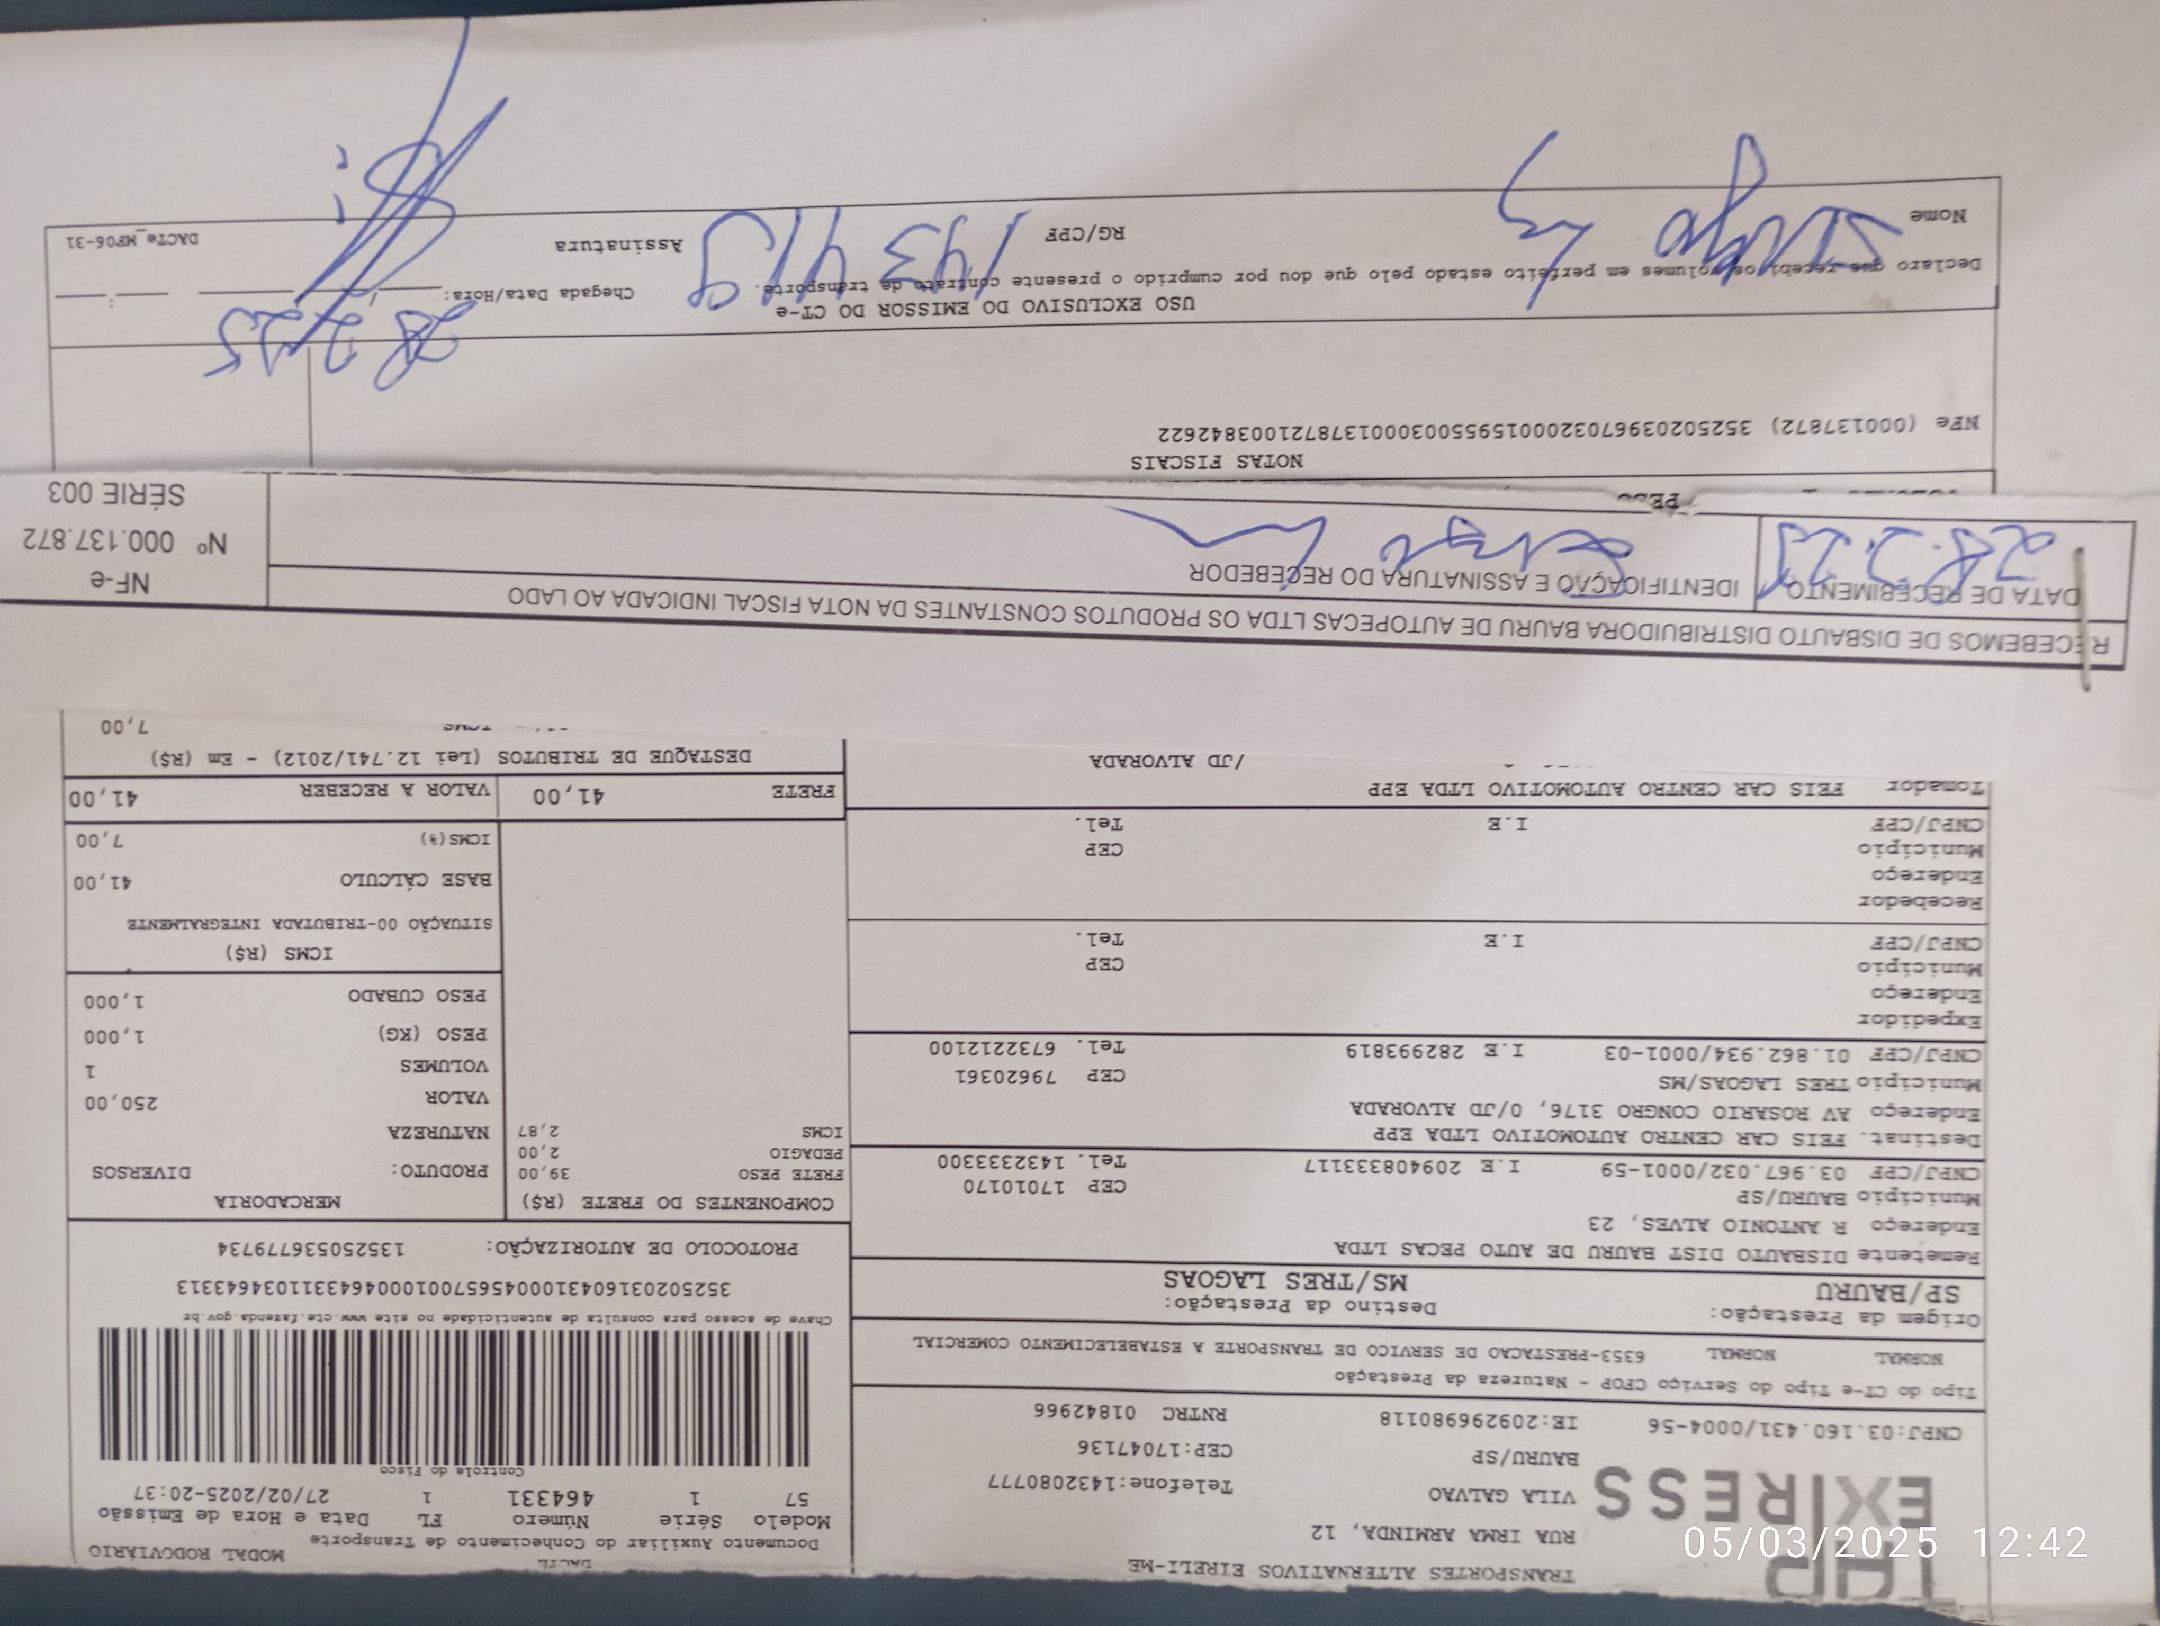 05/03/2025 12:42
TAP
EXPRESS
TRANSPORTES ALTERNATIVOS EIRELI-ME
RUA IRMA ARMINDA, 12
VILA GALVAO Telefone:1432080777
BAURU/SP CEP:17047136
CNPJ:03.160.431/0004-56 IE:209296980118 RNTRC 01842966
DACTE
Documento Auxiliar do Conhecimento de Transporte MODAL RODOVIÁRIO
Modelo Série Número FL Data e Hora de Emissão
57 1 464331 1 27/02/2025-20:37
Controle do Fisco
Chave de acesso para consulta de autenticidade no site www.cte.fazenda.gov.br
35250203160431000456570010004643311034643313
PROTOCOLO DE AUTORIZAÇÃO: 135250536779734
Tipo do CT-e Tipo do Serviço CFOP - Natureza da Prestação
NORMAL NORMAL 6353-PRESTACAO DE SERVICO DE TRANSPORTE A ESTABELECIMENTO COMERCIAL
Origem da Prestação: Destino da Prestação:
SP/BAURU MS/TRES LAGOAS
Remetente DISBAUTO DIST BAURU DE AUTO PECAS LTDA
Endereço R ANTONIO ALVES, 23
Município BAURU/SP CEP 17010170
CNPJ/CPF 03.967.032/0001-59 I.E 209408333117 Tel. 1432333300
Destinat. FEIS CAR CENTRO AUTOMOTIVO LTDA EPP
Endereço AV ROSARIO CONGRO 3176, 0/JD ALVORADA
Município TRES LAGOAS/MS CEP 79620361
CNPJ/CPF 01.862.934/0001-03 I.E 282993819 Tel. 6732212100
Expedidor
Endereço
Município CEP
CNPJ/CPF I.E Tel.
Recebedor
Endereço
Município CEP
CNPJ/CPF I.E Tel.
Tomador FEIS CAR CENTRO AUTOMOTIVO LTDA EPP
/JD ALVORADA
COMPONENTES DO FRETE (R$)
FRETE PESO 39,00
PEDAGIO 2,00
ICMS 2,87
MERCADORIA
PRODUTO: DIVERSOS
NATUREZA
VALOR 250,00
VOLUMES 1
PESO (KG) 1,000
PESO CUBADO 1,000
ICMS (R$)
SITUAÇÃO 00-TRIBUTADA INTEGRALMENTE
BASE CÁLCULO 41,00
ICMS(%) 7,00
FRETE 41,00 VALOR A RECEBER 41,00
DESTAQUE DE TRIBUTOS (Lei 12.741/2012) - Em (R$)
ICMS 7,00
RECEBEMOS DE DISBAUTO DISTRIBUIDORA BAURU DE AUTOPECAS LTDA OS PRODUTOS CONSTANTES DA NOTA FISCAL INDICADA AO LADO
DATA DE RECEBIMENTO IDENTIFICAÇÃO E ASSINATURA DO RECEBEDOR
28.2.25
NF-e
Nº 000.137.872
SÉRIE 003
PESO
NOTAS FISCAIS
NFe (000137872) 35250203967032000159550030001378721003842622
USO EXCLUSIVO DO EMISSOR DO CT-e
Declaro que recebi os volumes em perfeito estado pelo que dou por cumprido o presente contrato de transporte.
Chegada Data/Hora: / / :
28 2 25
Nome RG/CPF Assinatura
DACTe_MF06-31